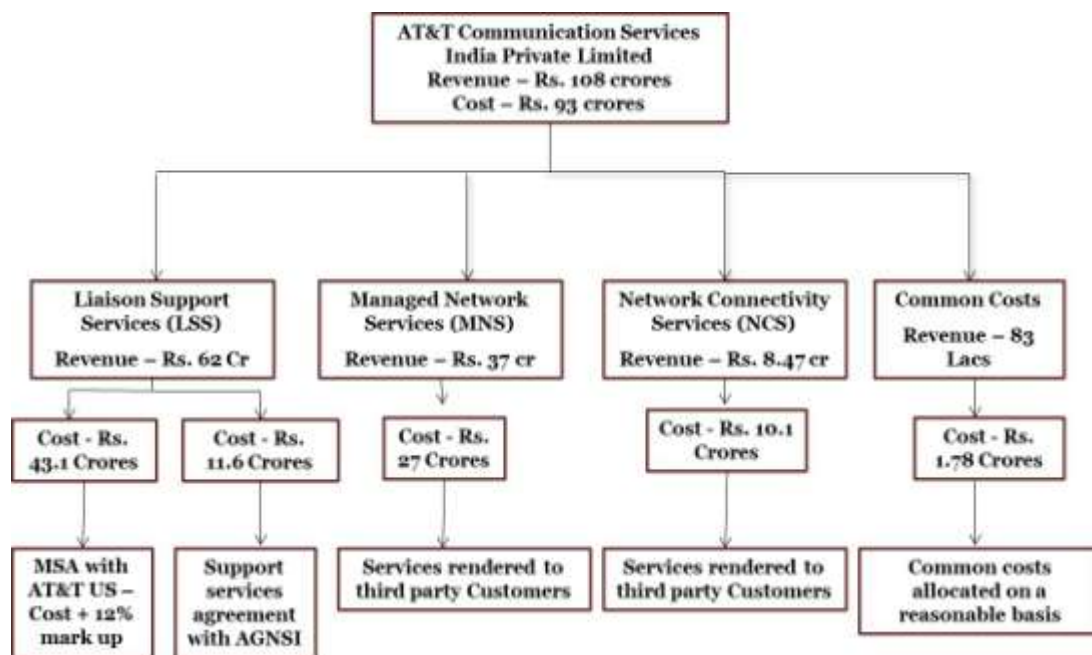 AT&T Communication Services
India Private Limited
Revenue – Rs. 108 crores
Cost – Rs. 93 crores
Liaison Support
Services (LSS)
Revenue – Rs. 62 Cr
Managed Network
Services (MNS)
Revenue – Rs. 37 cr
Network Connectivity
Services (NCS)
Revenue – Rs. 8.47 cr
Common Costs
Revenue – 83
Lacs
Cost - Rs.
43.1 Crores
Cost - Rs.
11.6 Crores
Cost - Rs.
27 Crores
Cost - Rs. 10.1
Crores
Cost - Rs.
1.78 Crores
MSA with
AT&T US –
Cost + 12%
mark up
Support
services
agreement
with AGNSI
Services rendered to
third party Customers
Services rendered to
third party Customers
Common costs
allocated on a
reasonable basis